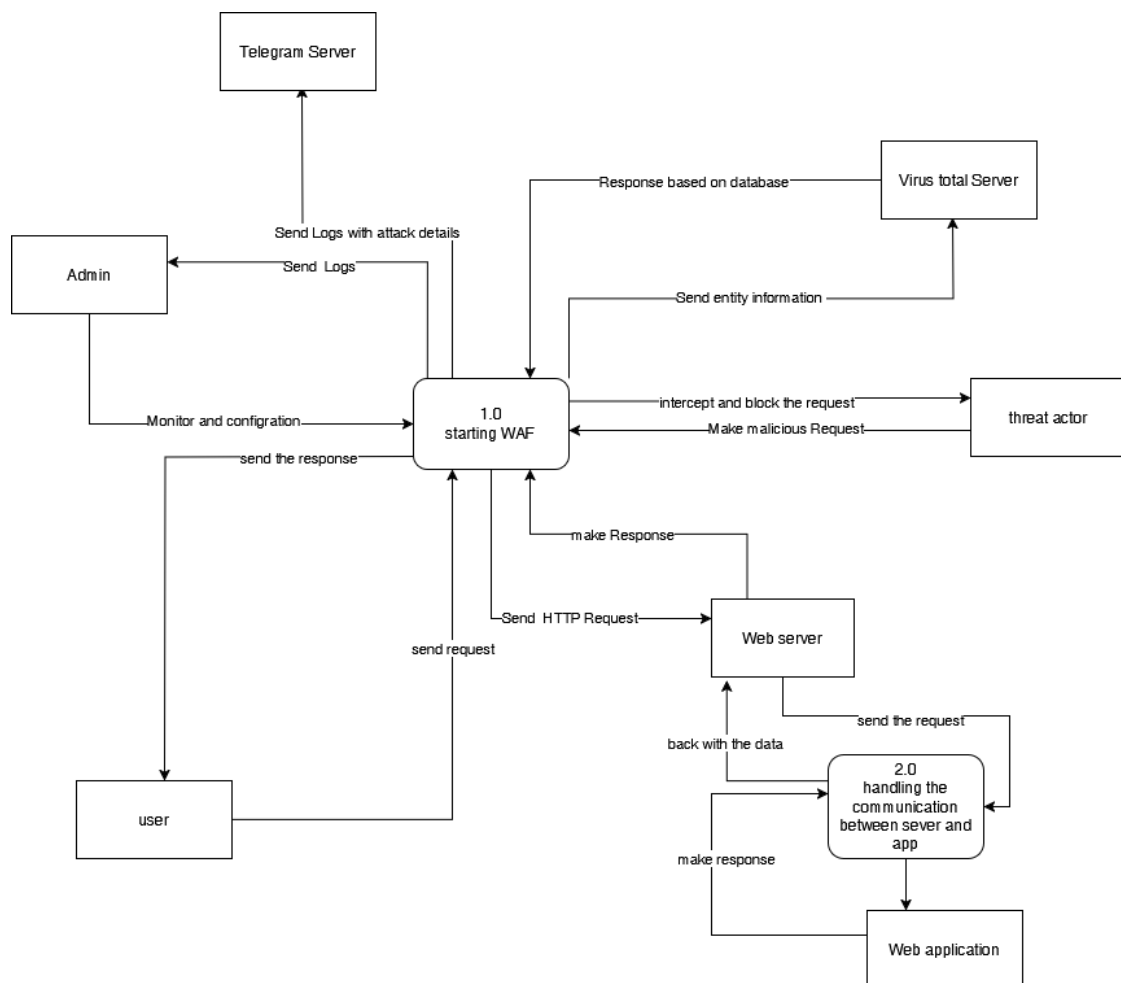 Telegram Server
Response based on database
Virus total Server
Send Logs with attack details
Send  Logs
Admin
Send entity information
1.0
starting WAF
intercept and block the request
threat actor
Monitor and configration
Make malicious Request
send the response
make Response
Send  HTTP Request
Web server
send request
send the request
back with the data
2.0
handling the
communication
between sever and
app
user
make response
Web application